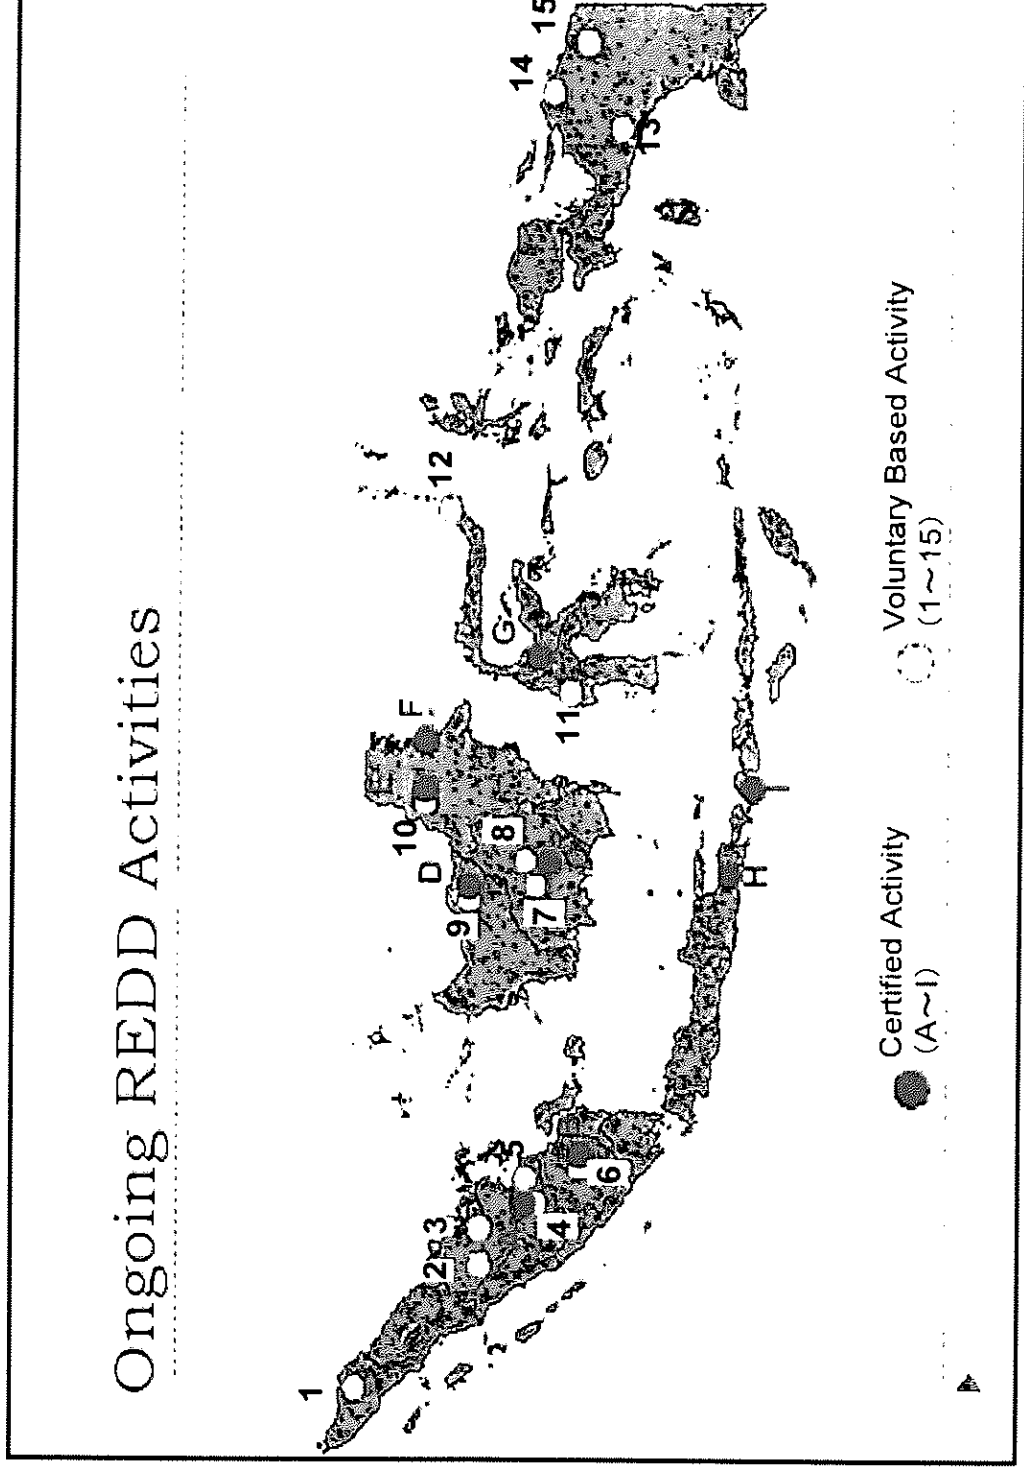 Ongoing REDD Activities
1
2
3
4
5
6
7
8
9
10
D
E
F
G
11
12
13
14
15
H
I
Certified Activity
(A~I)
Voluntary Based Activity
(1~15)